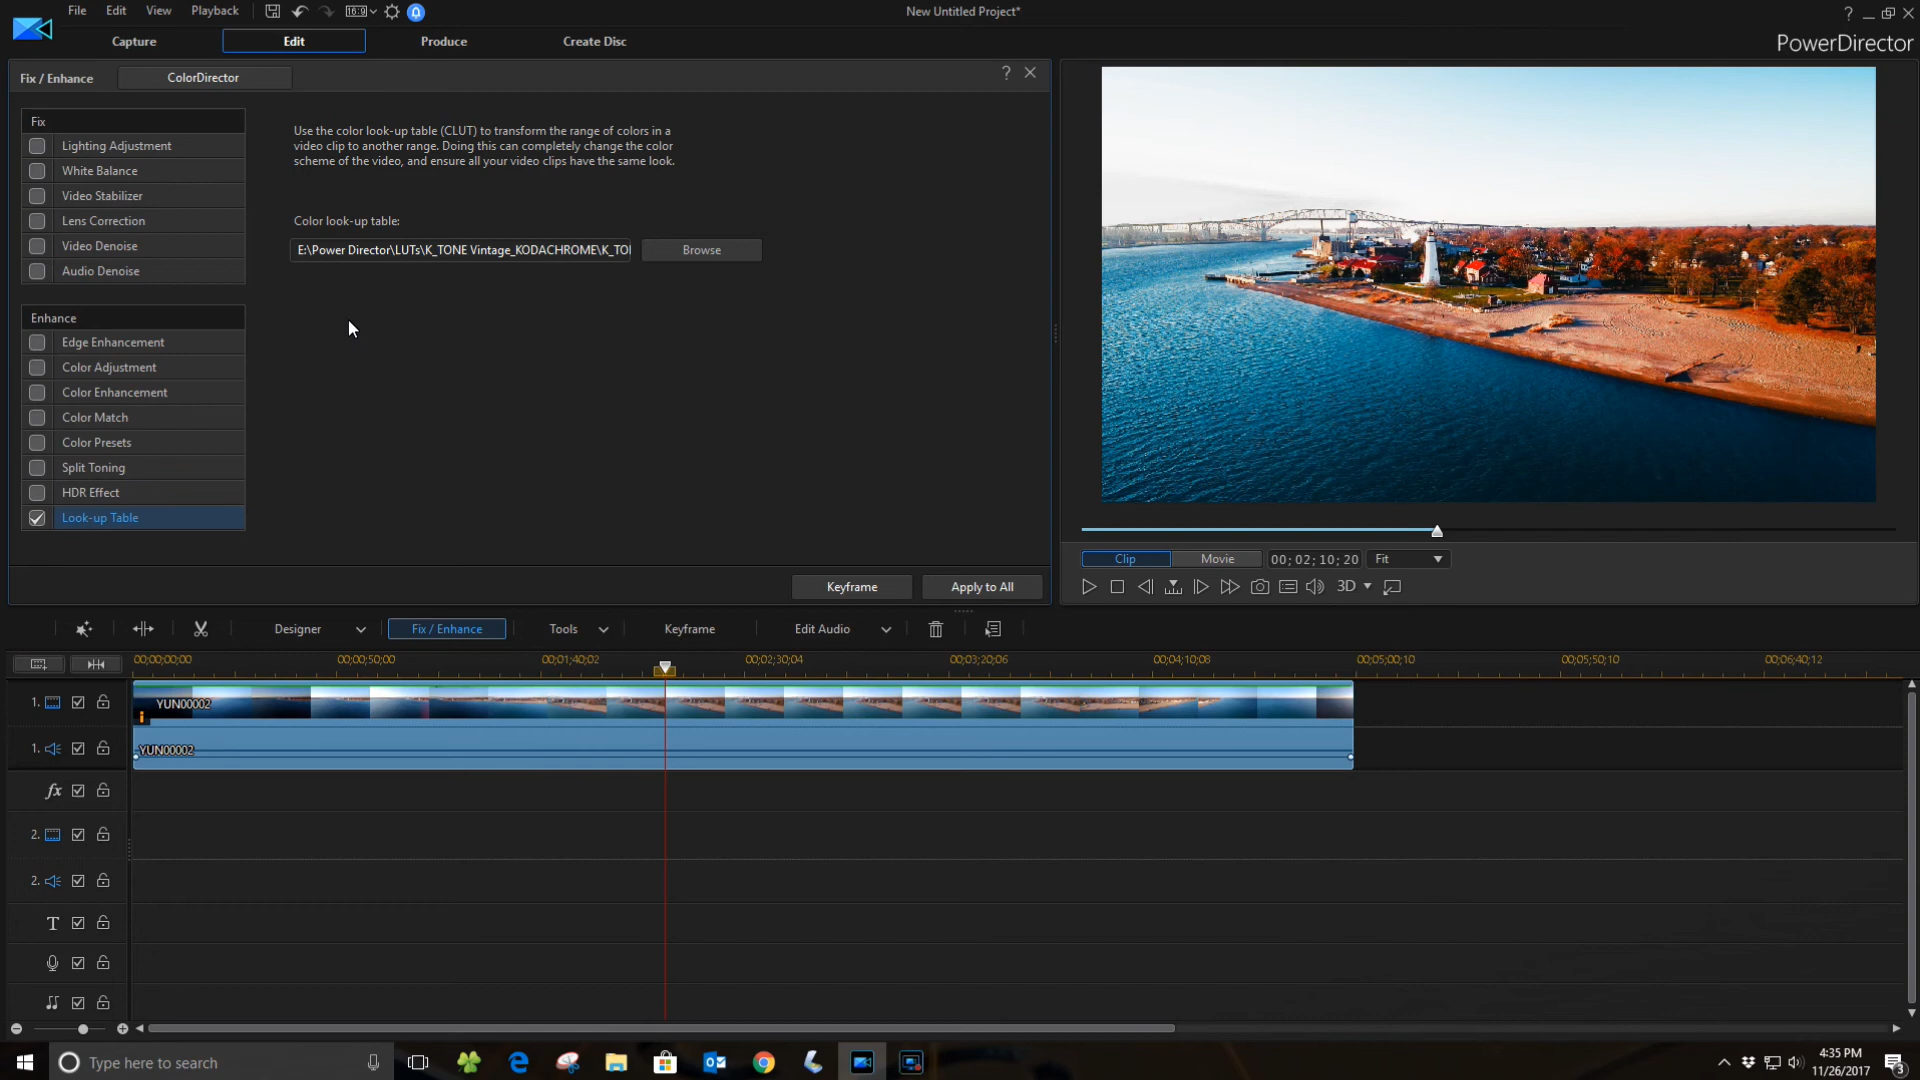 File Edit View Playback 16:9 New Untitled Project* ?
Capture Edit Produce Create Disc PowerDirector
Fix / Enhance ColorDirector ?
Fix
Lighting Adjustment
White Balance
Video Stabilizer
Lens Correction
Video Denoise
Audio Denoise
Enhance
Edge Enhancement
Color Adjustment
Color Enhancement
Color Match
Color Presets
Split Toning
HDR Effect
Look-up Table
Use the color look-up table (CLUT) to transform the range of colors in a
video clip to another range. Doing this can completely change the color
scheme of the video, and ensure all your video clips have the same look.
Color look-up table:
E:\Power Director\LUTs\K_TONE Vintage_KODACHROME\K_TO Browse
Keyframe Apply to All
Clip Movie 00; 02; 10; 20 Fit
3D
Designer Fix / Enhance Tools Keyframe Edit Audio
00;00;00;00 00;00;50;00 00;01;40;02 00;02;30;04 00;03;20;06 00;04;10;08 00;05;00;10 00;05;50;10 00;06;40;12
1. YUN00002
1. YUN00002
fx
2.
2.
T
Type here to search
4:35 PM
11/26/2017
3